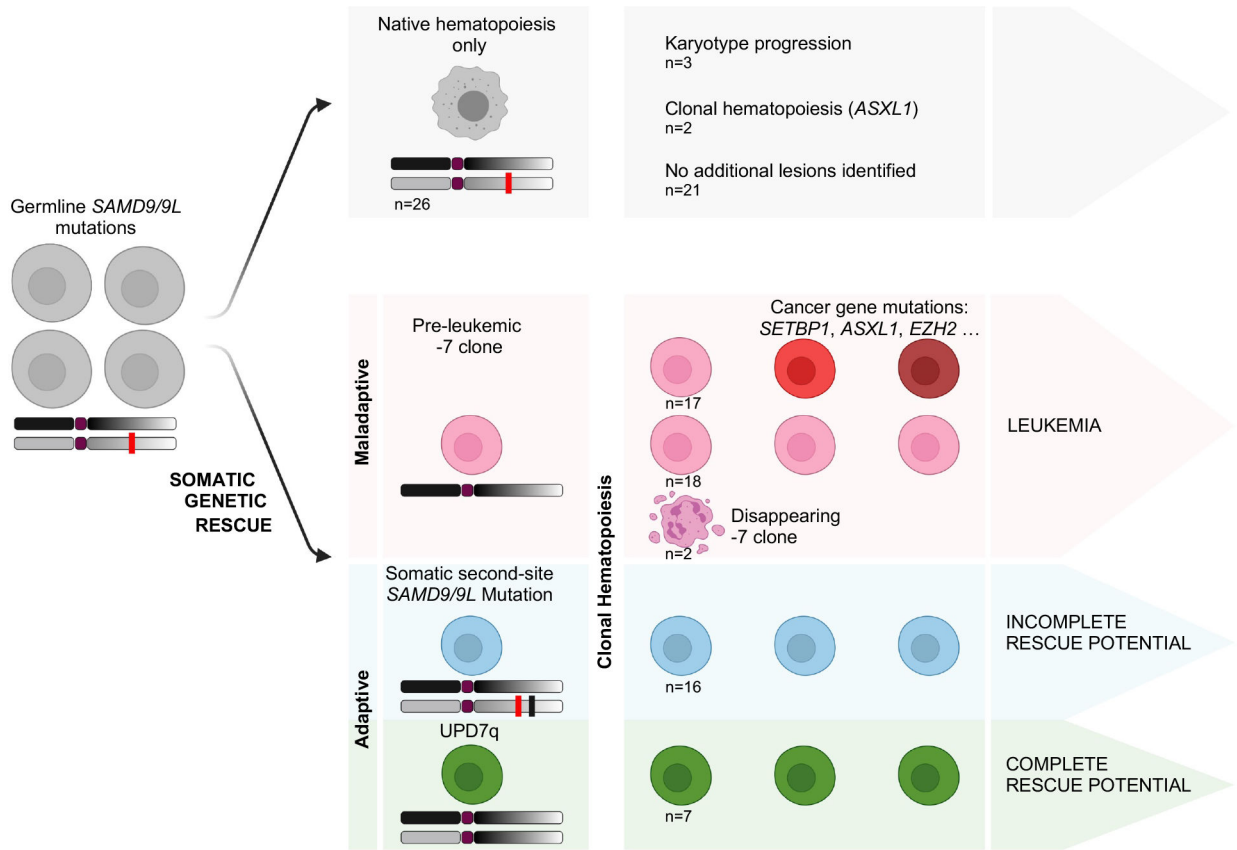 Germline SAMD9/9L
mutations
SOMATIC
GENETIC
RESCUE
Native hematopoiesis
only
n=26
Karyotype progression
n=3
Clonal hematopoiesis (ASXL1)
n=2
No additional lesions identified
n=21
Maladaptive
Pre-leukemic
-7 clone
Clonal Hematopoiesis
Cancer gene mutations:
SETBP1, ASXL1, EZH2 …
n=17
n=18
Disappearing
-7 clone
n=2
LEUKEMIA
Adaptive
Somatic second-site
SAMD9/9L Mutation
n=16
INCOMPLETE
RESCUE POTENTIAL
UPD7q
n=7
COMPLETE
RESCUE POTENTIAL